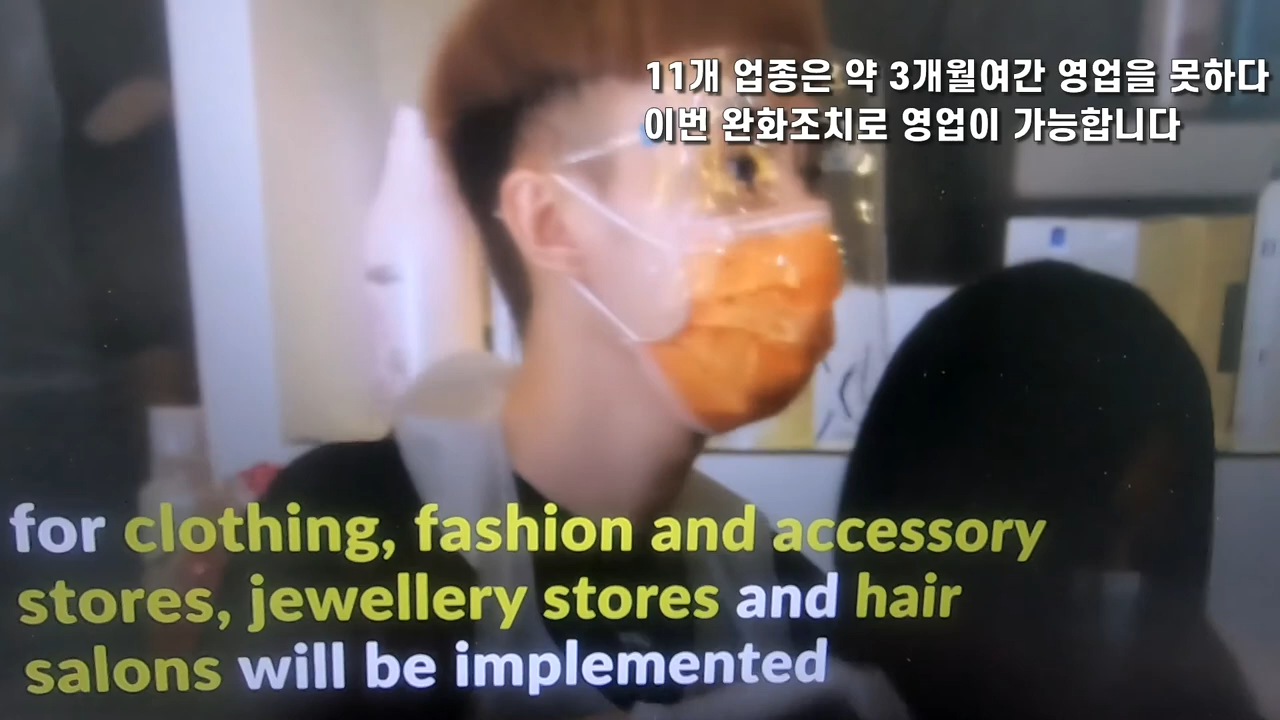 11개 업종은 약 3개월여간 영업을 못하다
이번 완화조치로 영업이 가능합니다
for clothing, fashion and accessory
stores, jewellery stores and hair
salons will be implemented